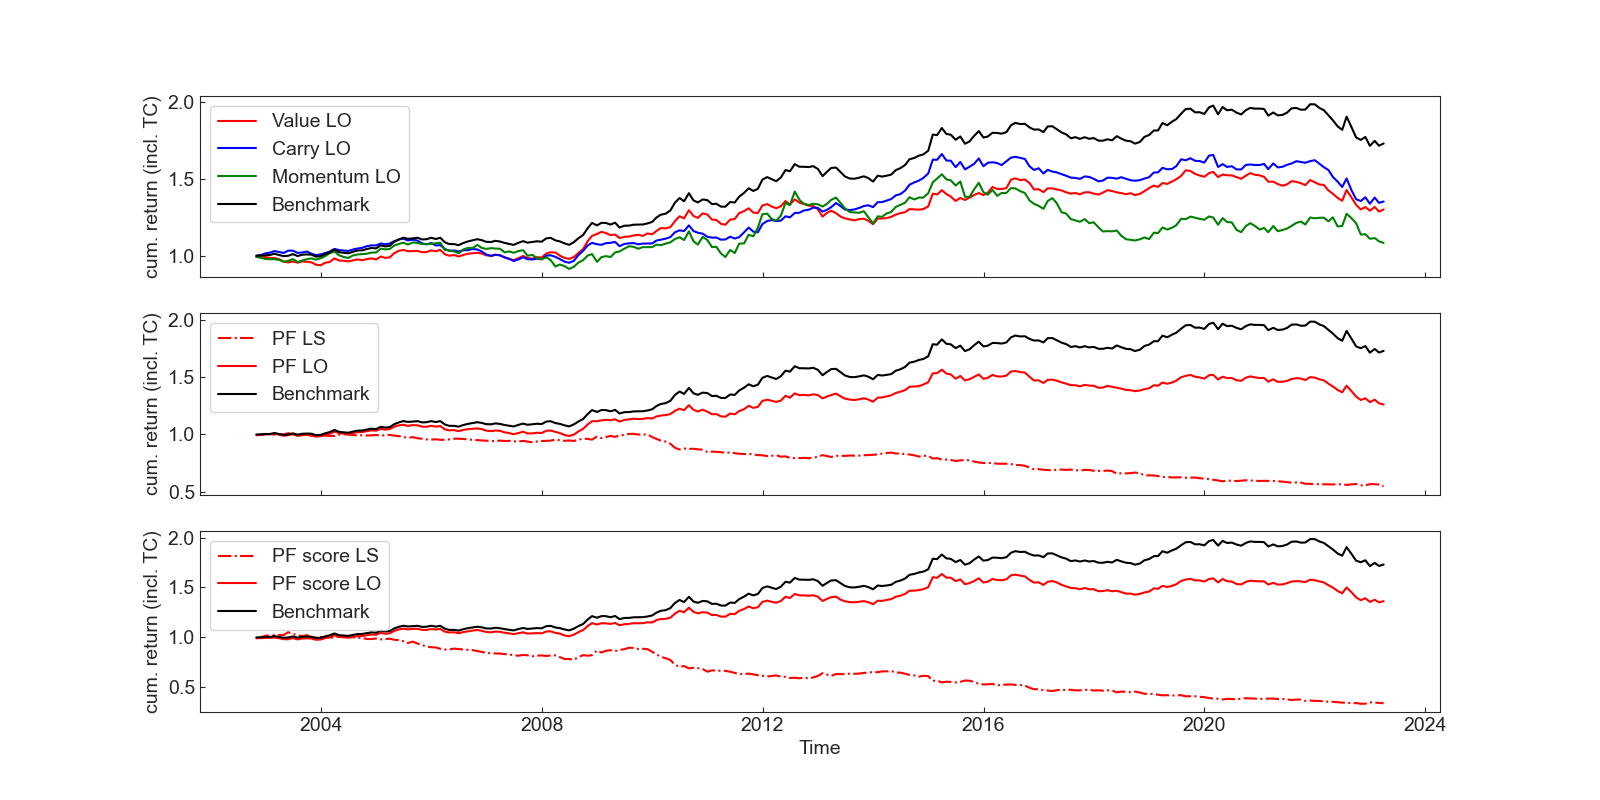 cum. return (incl. TC)
2.0
1.5
1.0
Value LO
Carry LO
Momentum LO
Benchmark
cum. return (incl. TC)
2.0
1.5
1.0
0.5
PF LS
PF LO
Benchmark
cum. return (incl. TC)
2.0
1.5
1.0
0.5
PF score LS
PF score LO
Benchmark
2004 2008 2012 2016 2020 2024
Time